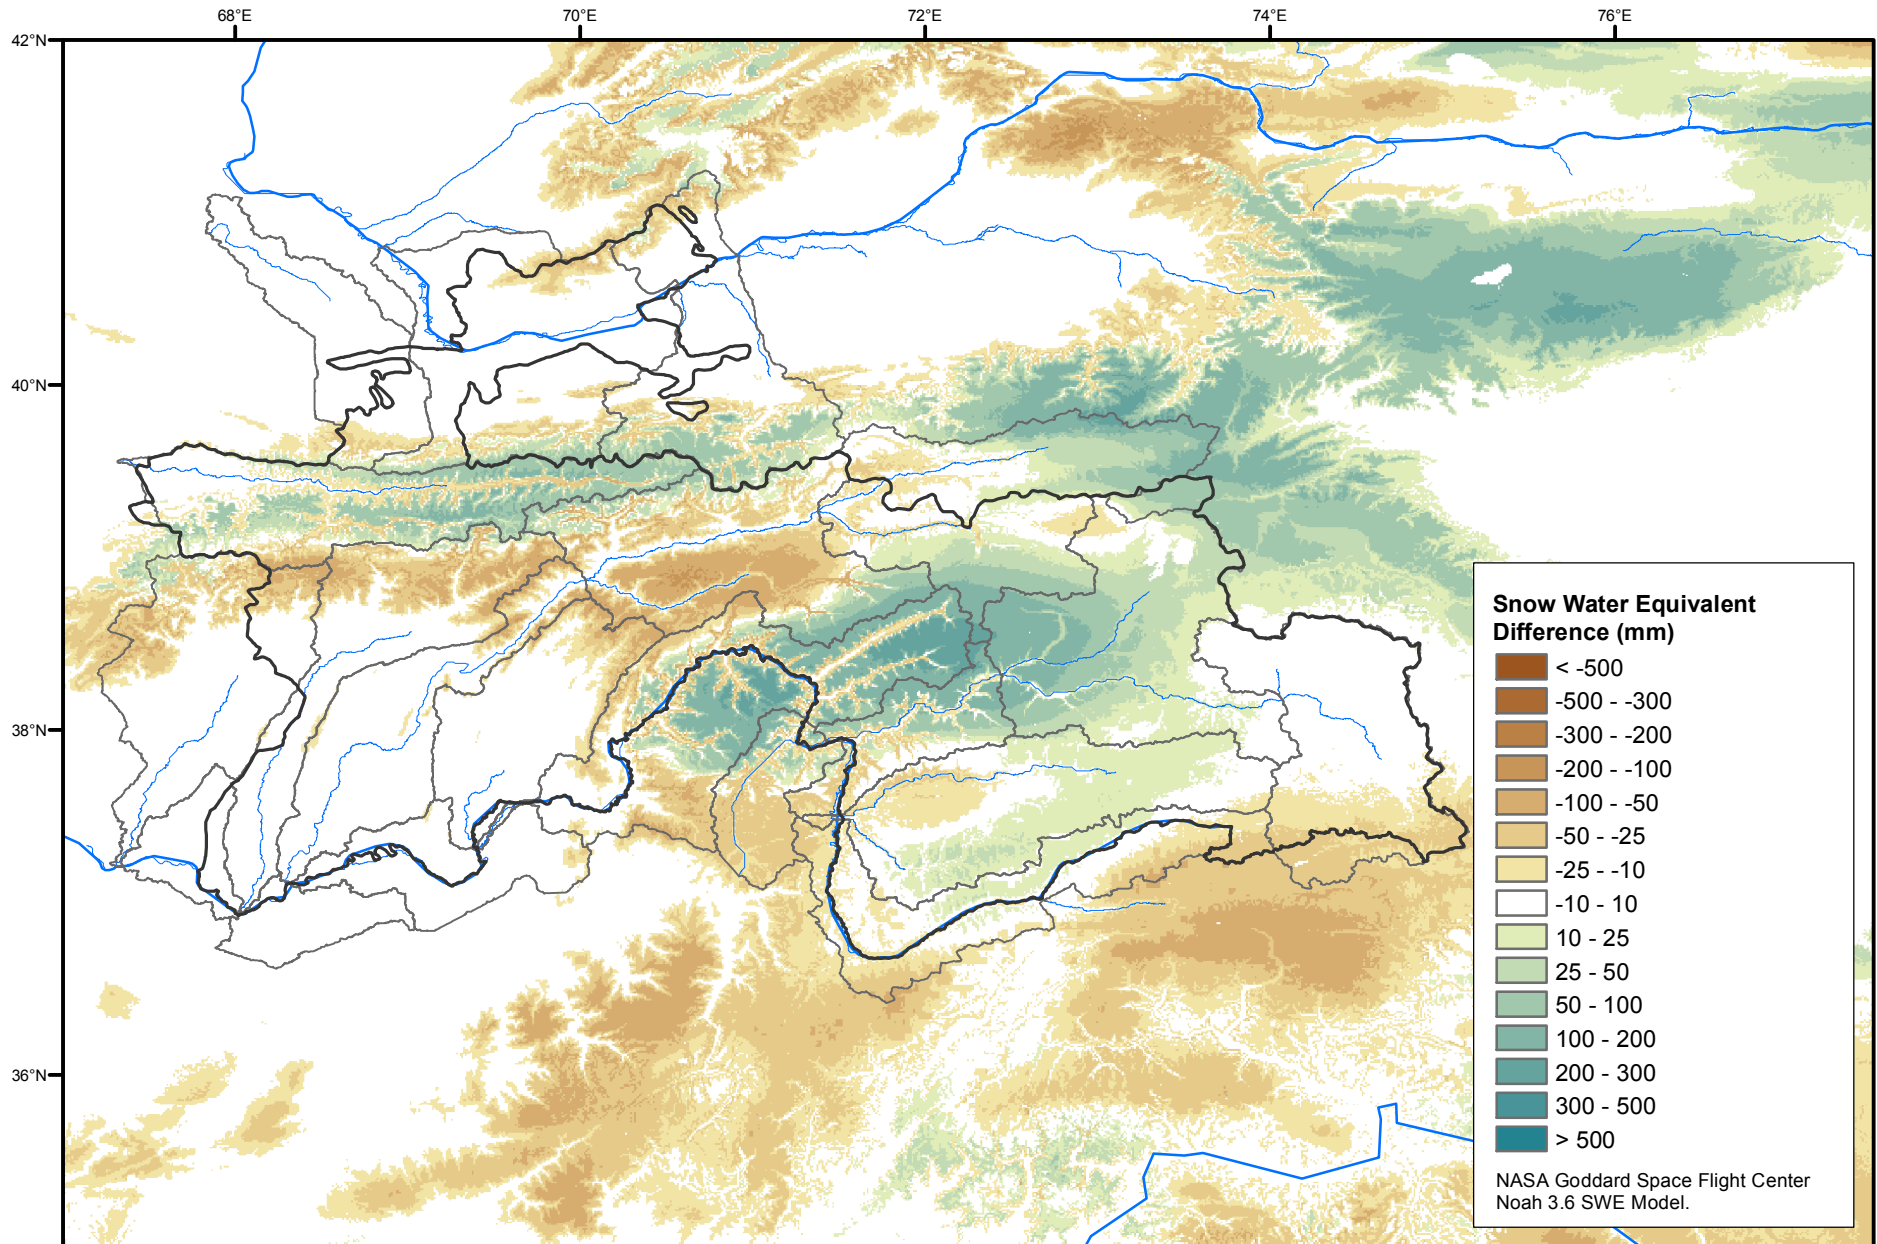 68°E 70°E 72°E 74°E 76°E
42°N
40°N
38°N
36°N
Snow Water Equivalent
Difference (mm)
< -500
-500 - -300
-300 - -200
-200 - -100
-100 - -50
-50 - -25
-25 - -10
-10 - 10
10 - 25
25 - 50
50 - 100
100 - 200
200 - 300
300 - 500
> 500
NASA Goddard Space Flight Center
Noah 3.6 SWE Model.